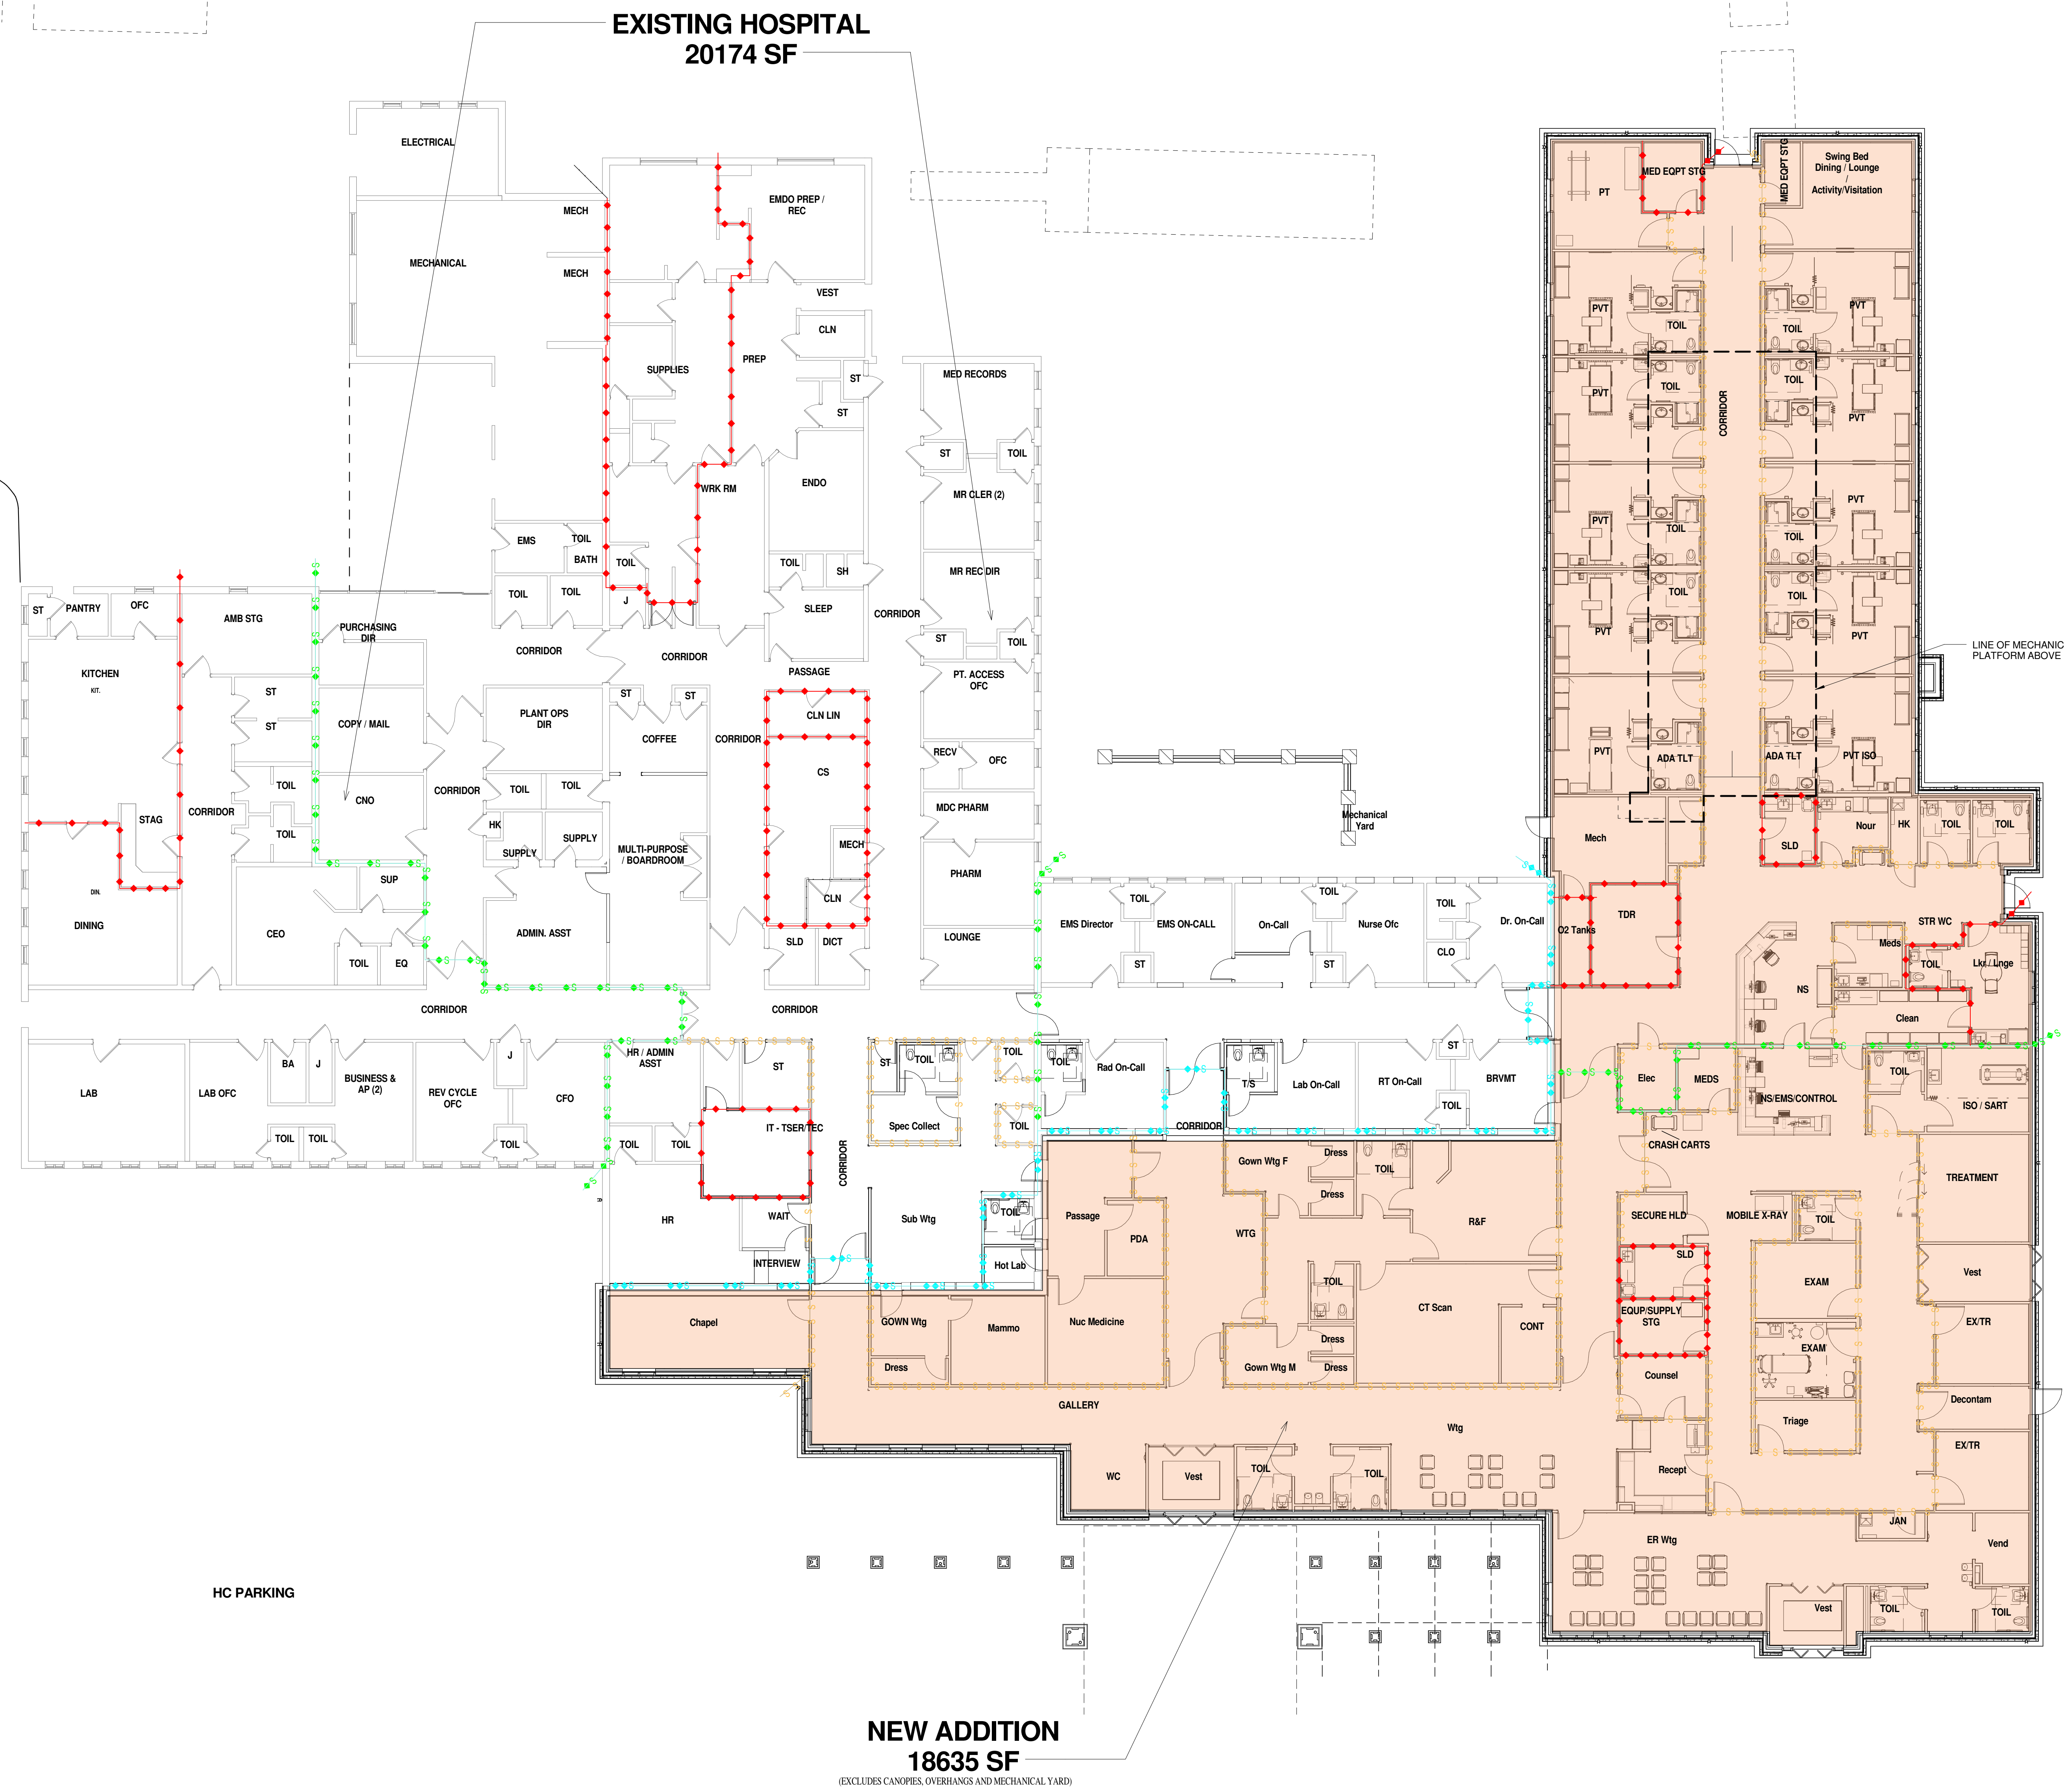 EXISTING HOSPITAL
20174 SF
ELECTRICAL
MECH
EMDO PREP /
REC
MECHANICAL
MECH
VEST
CLN
PREP
SUPPLIES
ST
ST
MED RECORDS
ST
TOIL
WRK RM
ENDO
MR CLER (2)
EMS
TOIL
BATH
TOIL
TOIL
SH
MR REC DIR
TOIL
TOIL
J
SLEEP
CORRIDOR
ST
TOIL
ST
PANTRY
OFC
AMB STG
PURCHASING
DIR
CORRIDOR
CORRIDOR
PASSAGE
PT. ACCESS
OFC
KITCHEN
KIT.
ST
ST
COPY / MAIL
PLANT OPS
DIR
ST
ST
COFFEE
CORRIDOR
CLN LIN
CS
RECV
OFC
TOIL
CNO
CORRIDOR
TOIL
TOIL
MDC PHARM
STAG
CORRIDOR
TOIL
HK
SUPPLY
SUPPLY
MULTI-PURPOSE
/ BOARDROOM
MECH
PHARM
SUP
CLN
DIN.
DINING
CEO
ADMIN. ASST
SLD
DICT
LOUNGE
TOIL
EQ
CORRIDOR
CORRIDOR
Mechanical
Yard
EMS Director
TOIL
EMS ON-CALL
On-Call
TOIL
Nurse Ofc
TOIL
Dr. On-Call
CLO
ST
ST
LAB
LAB OFC
BA
J
BUSINESS &
AP (2)
REV CYCLE
OFC
J
CFO
TOIL
TOIL
TOIL
HR / ADMIN
ASST
ST
ST
TOIL
TOIL
Spec Collect
TOIL
IT - TSER/TEC
TOIL
TOIL
CORRIDOR
HR
WAIT
INTERVIEW
Sub Wtg
TOIL
Hot Lab
TOIL
Rad On-Call
T/S
Lab On-Call
RT On-Call
ST
BRVMT
TOIL
CORRIDOR
PT
MED EQPT STG
MED EQPT STG
Swing Bed
Dining / Lounge
/
Activity/Visitation
PVT
TOIL
TOIL
PVT
PVT
TOIL
TOIL
PVT
CORRIDOR
PVT
TOIL
TOIL
PVT
PVT
TOIL
TOIL
PVT
LINE OF MECHANIC
PLATFORM ABOVE
PVT
ADA TLT
ADA TLT
PVT ISO
Mech
SLD
Nour
HK
TOIL
TOIL
O2 Tanks
TDR
STR WC
Meds
TOIL
Lkr / Lnge
NS
Clean
Elec
MEDS
NS/EMS/CONTROL
TOIL
ISO / SART
CRASH CARTS
TREATMENT
SECURE HLD
MOBILE X-RAY
TOIL
SLD
EXAM
Vest
EQUP/SUPPLY
STG
EX/TR
EXAM
Counsel
Decontam
Triage
EX/TR
Recept
Passage
PDA
Gown Wtg F
Dress
Dress
TOIL
R&F
WTG
TOIL
CT Scan
CONT
Chapel
GOWN Wtg
Mammo
Nuc Medicine
Dress
Gown Wtg M
Dress
Dress
GALLERY
Wtg
WC
Vest
TOIL
TOIL
ER Wtg
JAN
Vend
Vest
TOIL
TOIL
HC PARKING
NEW ADDITION
18635 SF
(EXCLUDES CANOPIES, OVERHANGS AND MECHANICAL YARD)